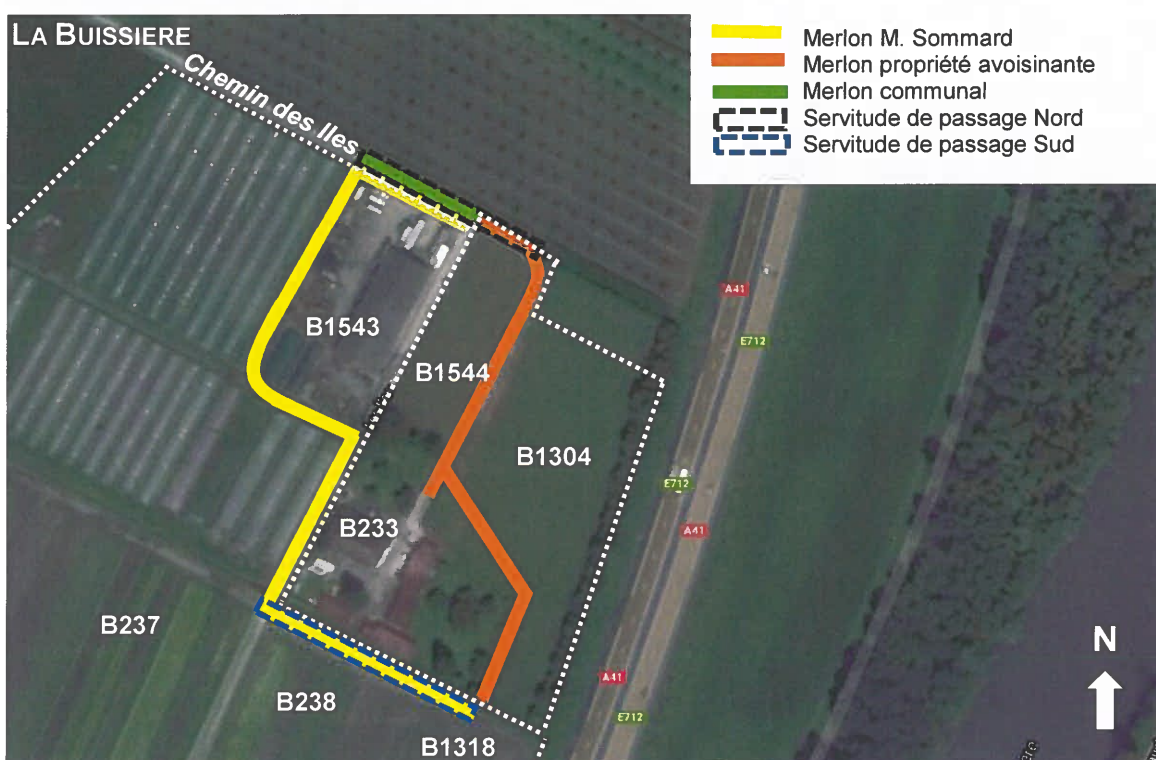 LA BUISSIERE
Merlon M. Sommard
Merlon propriété avoisinante
Merlon communal
Servitude de passage Nord
Servitude de passage Sud
Chemin des Iles
A41
B1543
E712
B1544
B1304
E712
A41
B233
B237
N
A41
B238
E712
B1318